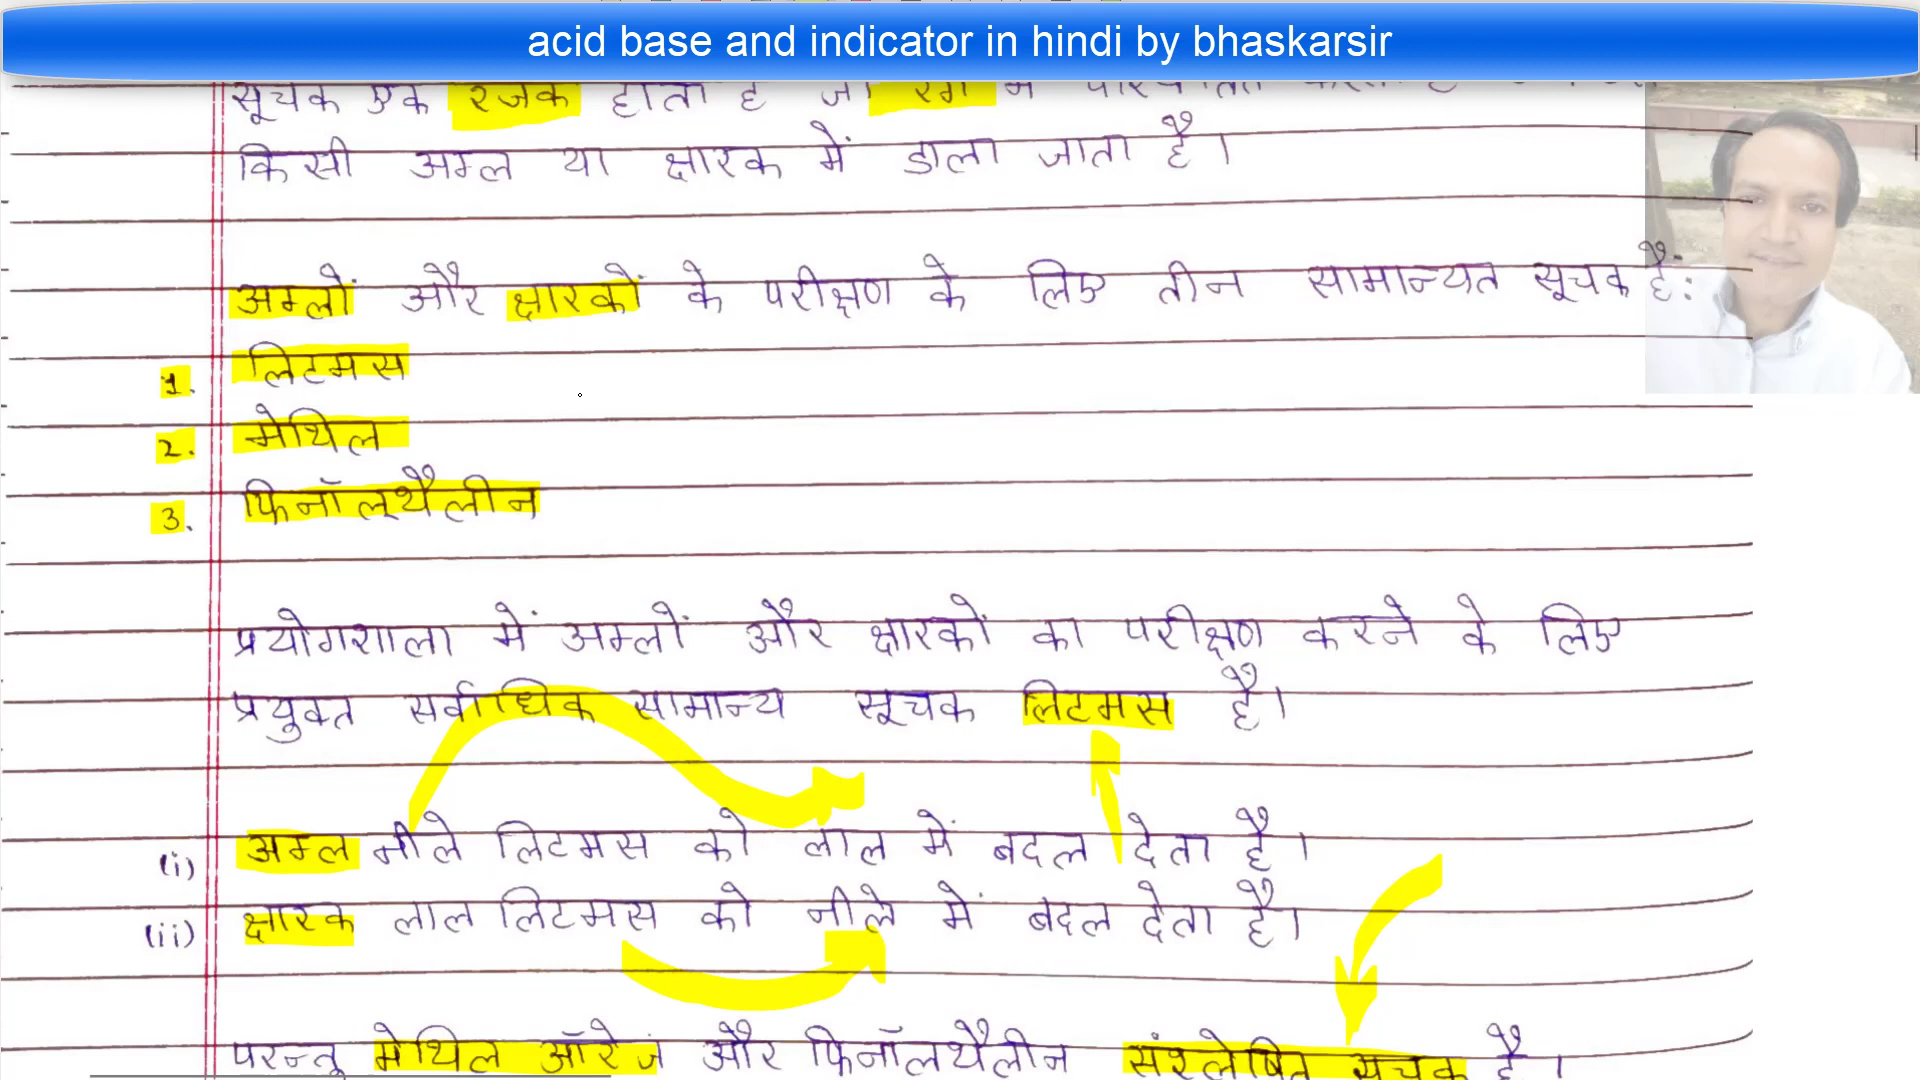 acid base and indicator in hindi by bhaskarsir
सूचक एक रंजक होता है जो रंग में
किसी अम्ल या क्षारक में डाला जाता है।
अम्लों और क्षारकों के परीक्षण के लिए तीन सामान्यत सूचक हैं:
1. लिटमस
2. मेथिल
3. फिनॉल्थैलीन
प्रयोगशाला में अम्लों और क्षारकों का परीक्षण करने के लिए
प्रयुक्त सर्वाधिक सामान्य सूचक लिटमस है।
(i) अम्ल नीले लिटमस को लाल में बदल देता है।
(ii) क्षारक लाल लिटमस को नीले में बदल देता है।
परन्तु मेथिल ऑरेंज और फिनॉल्थैलीन संश्लेषित सूचक है।